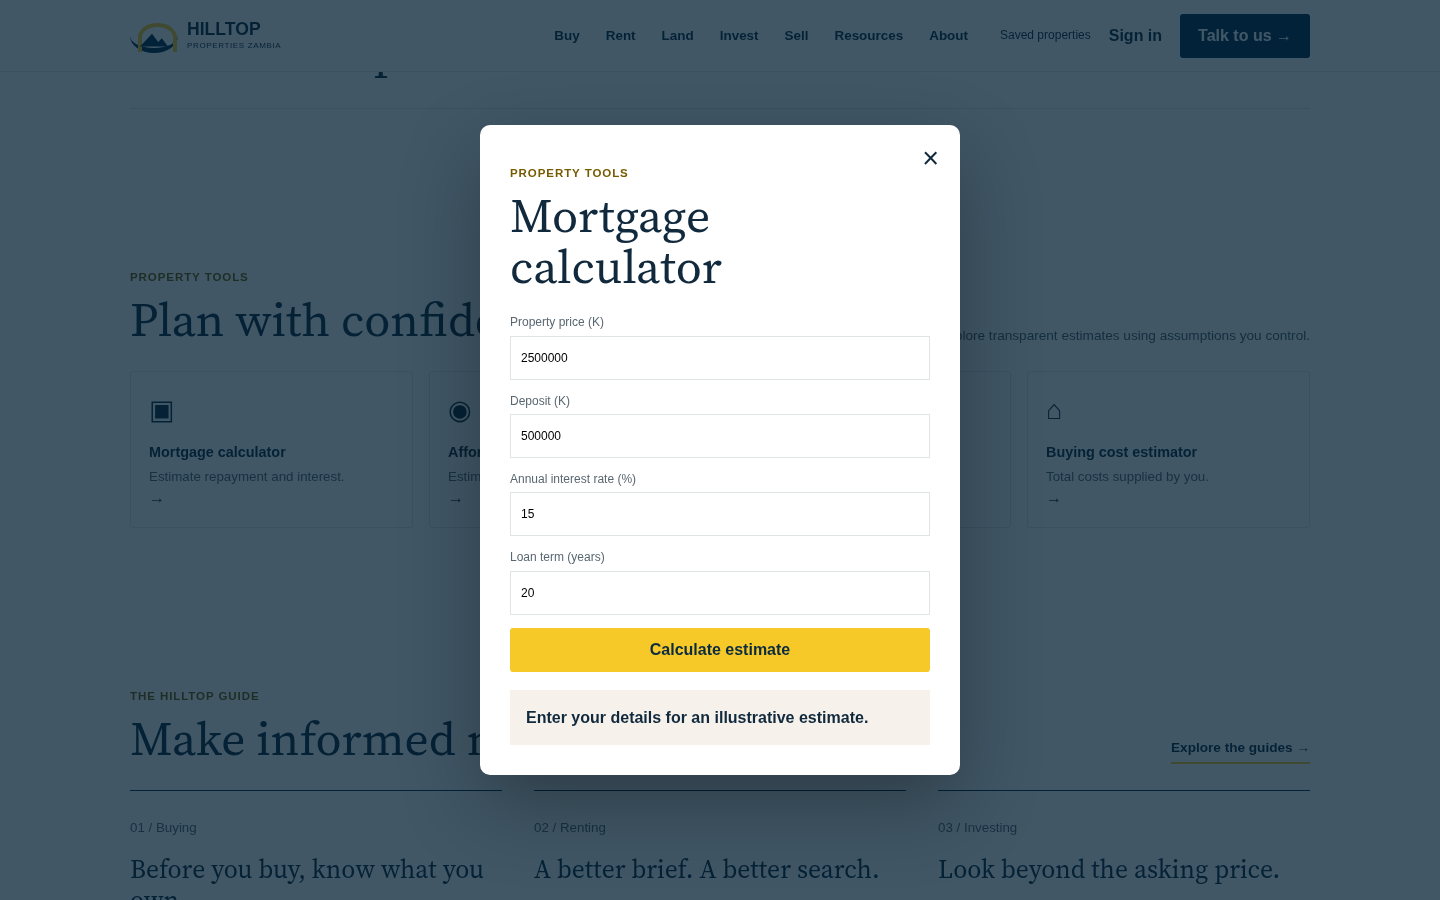 HILLTOP
PROPERTIES ZAMBIA
Buy Rent Land Invest Sell Resources About Saved properties Sign in Talk to us →
PROPERTY TOOLS
Plan with confid
plore transparent estimates using assumptions you control.
Mortgage calculator
Estimate repayment and interest.
→
Affor
Estim
→
Buying cost estimator
Total costs supplied by you.
→
×
PROPERTY TOOLS
Mortgage
calculator
Property price (K)
2500000
Deposit (K)
500000
Annual interest rate (%)
15
Loan term (years)
20
Calculate estimate
Enter your details for an illustrative estimate.
THE HILLTOP GUIDE
Make informed
Explore the guides →
01 / Buying
Before you buy, know what you
own
02 / Renting
A better brief. A better search.
03 / Investing
Look beyond the asking price.